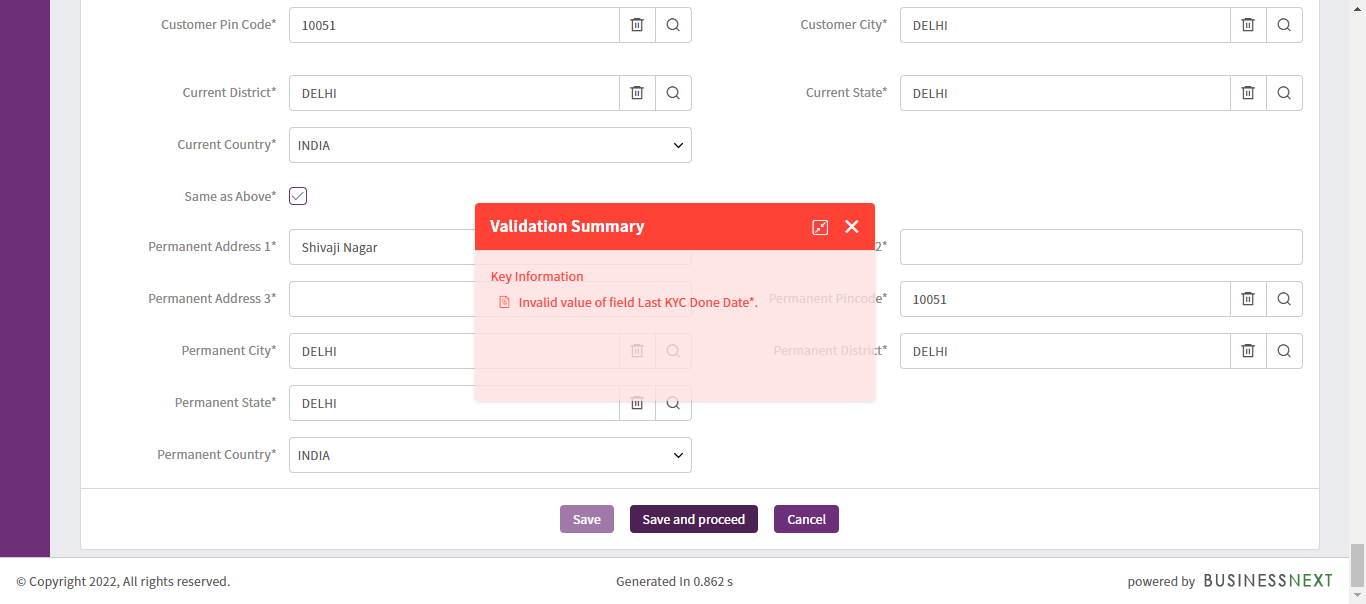 Customer Pin Code* 10051 Customer City* DELHI
Current District* DELHI Current State* DELHI
Current Country* INDIA
Same as Above*
Validation Summary
Permanent Address 1* Shivaji Nagar 2*
Key Information
Permanent Address 3* Invalid value of field Last KYC Done Date*. Permanent Pincode* 10051
Permanent City* DELHI Permanent District* DELHI
Permanent State* DELHI
Permanent Country* INDIA
Save Save and proceed Cancel
© Copyright 2022, All rights reserved. Generated In 0.862 s powered by BUSINESSNEXT